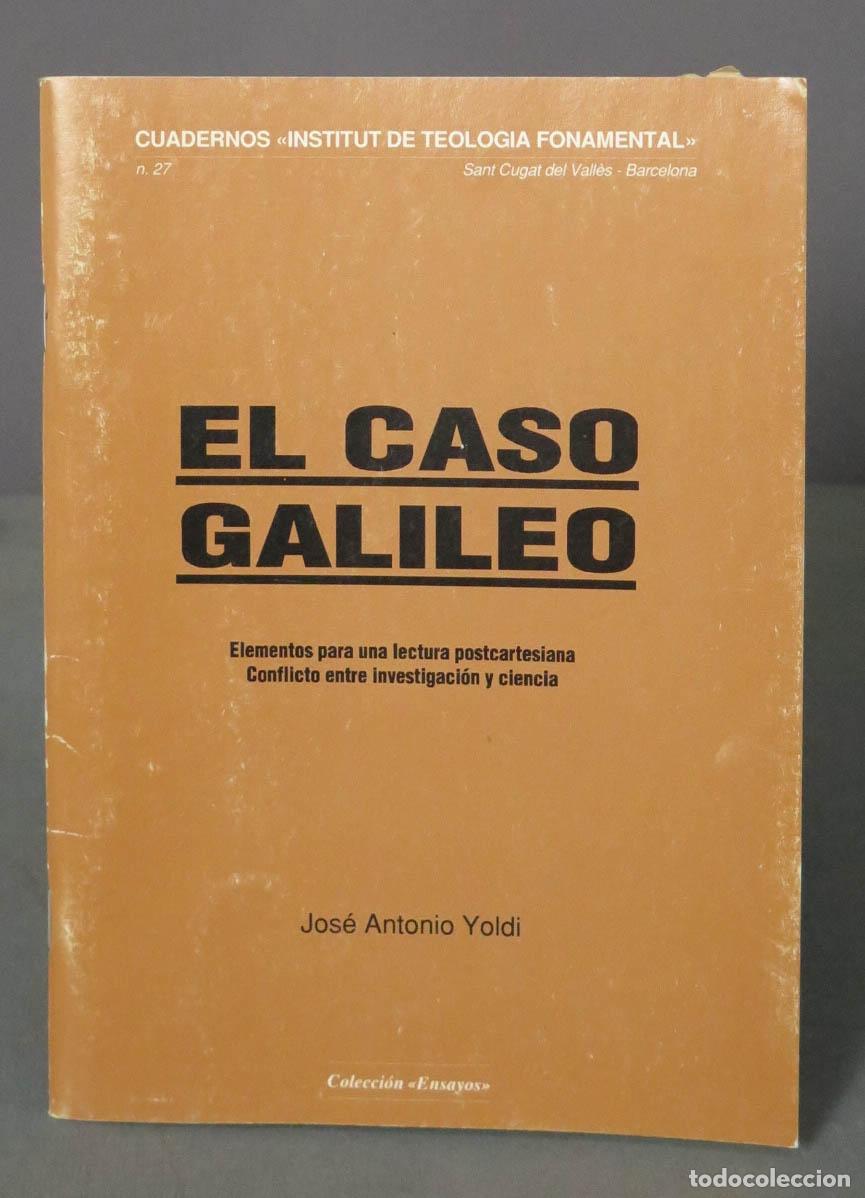 CUADERNOS «INSTITUT DE TEOLOGIA FONAMENTAL»
n. 27 Sant Cugat del Vallès - Barcelona
EL CASO
GALILEO
Elementos para una lectura postcartesiana
Conflicto entre investigación y ciencia
José Antonio Yoldi
Colección «Ensayos»
todocoleccion